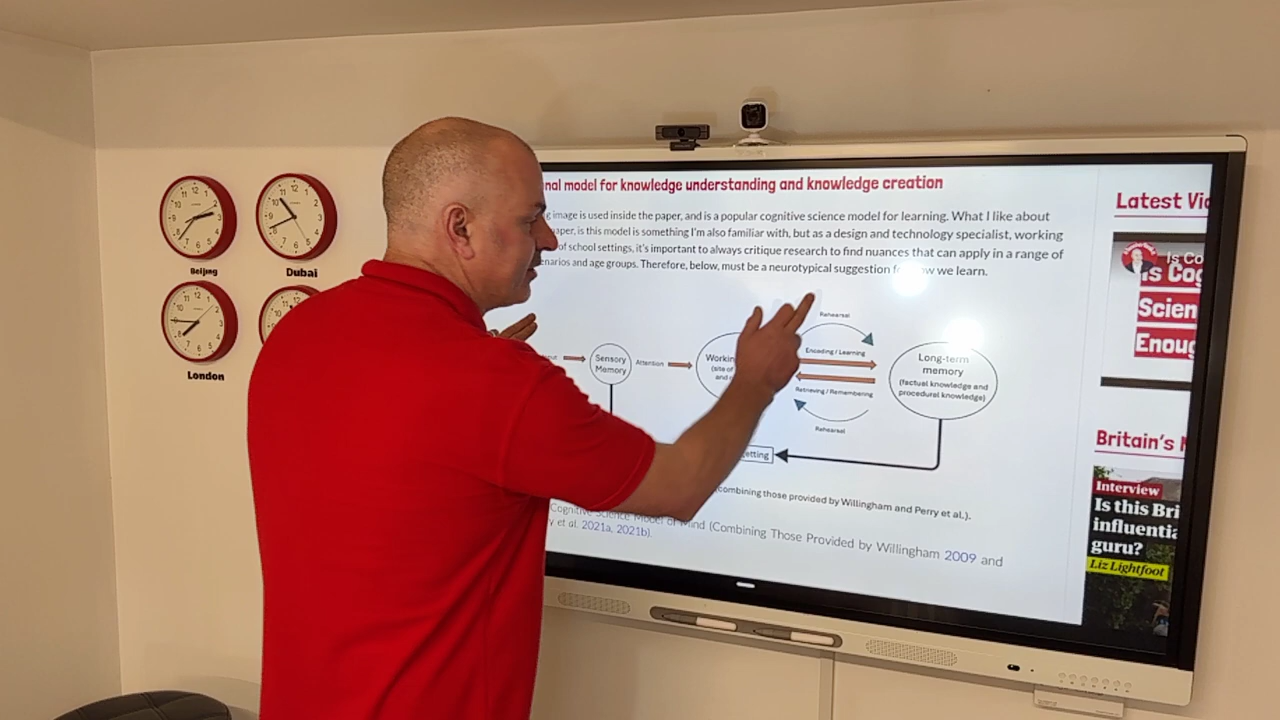 Beijing
Dubai
London
nal model for knowledge understanding and knowledge creation
image is used inside the paper, and is a popular cognitive science model for learning. What I like about
is this model is something I'm also familiar with, but as a design and technology specialist, working
of school settings, it's important to always critique research to find nuances that can apply in a range of
and age groups. Therefore, below, must be a neurotypical suggestion we learn.
Sensory
Memory
Attention
Working
(site of
and
Rehearsal
Encoding / Learning
Retrieving / Remembering
Rehearsal
Long-term
memory
(factual knowledge and
procedural knowledge)
etting
combining those provided by Willingham and Perry et al.).
Cognitive Science Model of Mind (Combining Those Provided by Willingham 2009 and
y et al. 2021a, 2021b).
Latest Vi
Is Co
Is Cog
Scien
Enoug
Britain's
Interview
Is this Bri
influentia
guru?
Liz Lightfoot